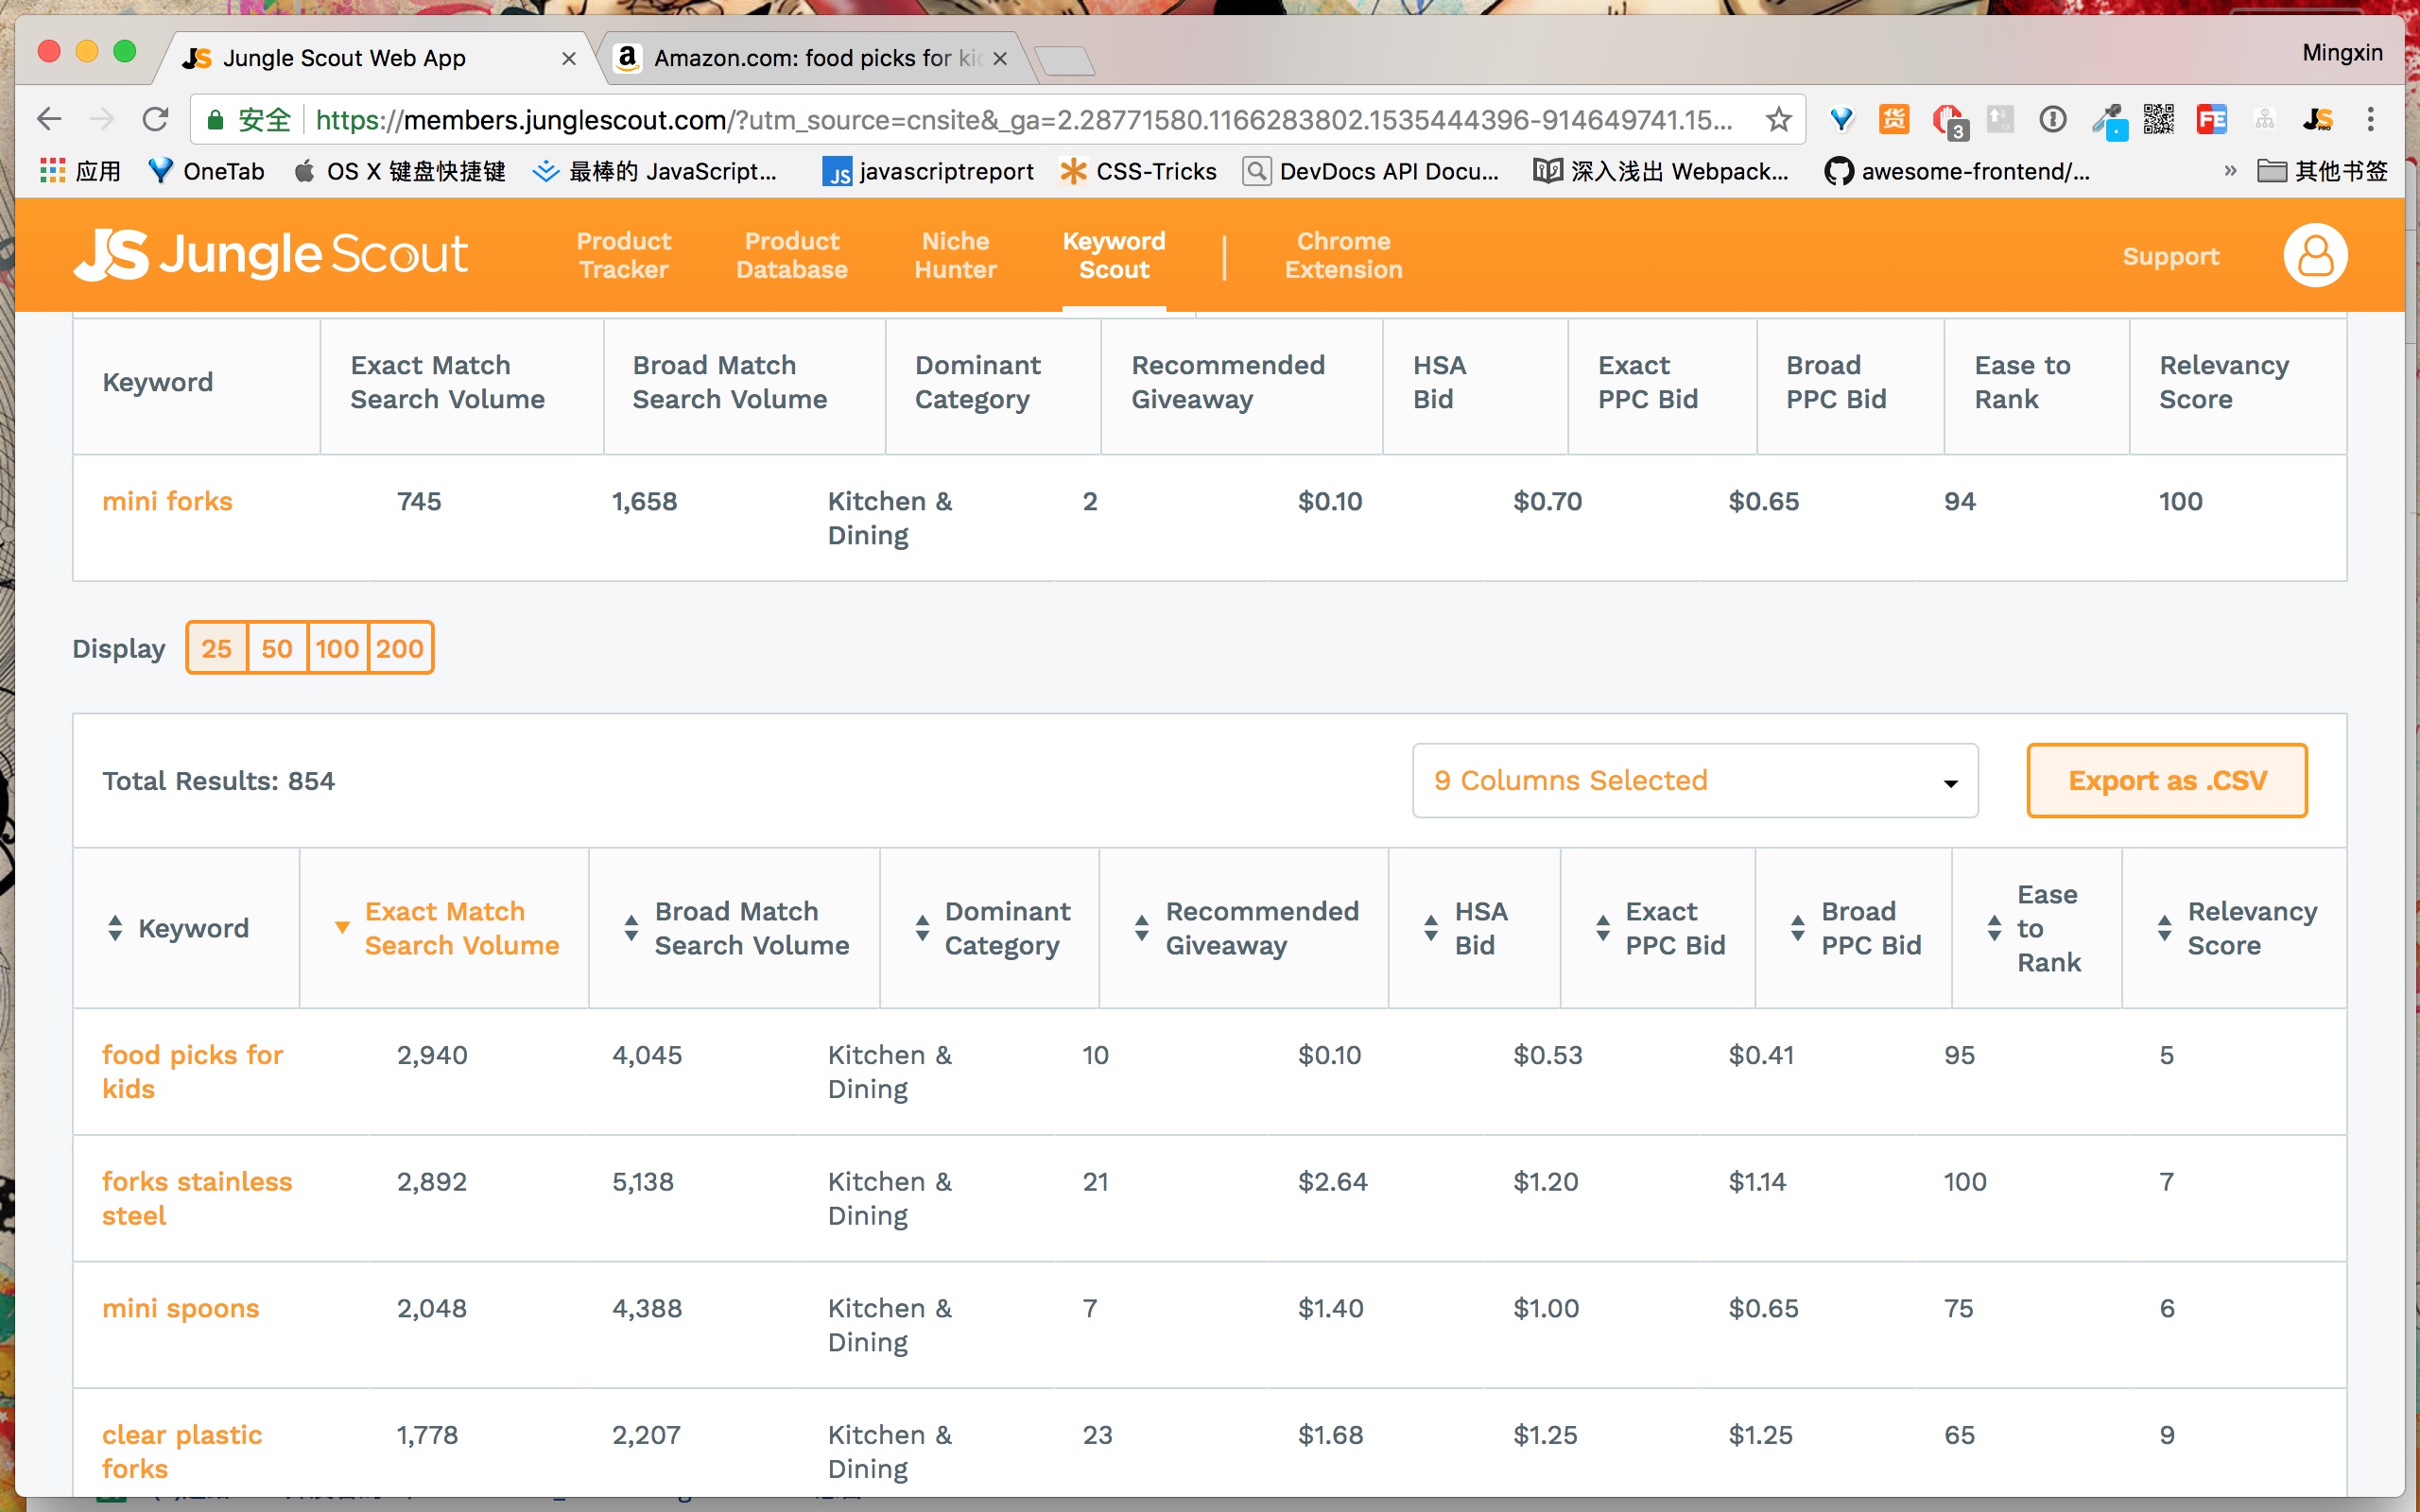 Jungle Scout Web App
Amazon.com: food picks for ki
Mingxin
安全 https://members.junglescout.com/?utm_source=cnsite&_ga=2.28771580.1166283802.1535444396-914649741.15...
3
应用 OneTab OS X 键盘快捷键 最棒的 JavaScript... javascriptreport CSS-Tricks DevDocs API Docu... 深入浅出 Webpack... awesome-frontend/... » 其他书签
JS Jungle Scout
Product Tracker
Product Database
Niche Hunter
Keyword Scout
Chrome Extension
Support
Keyword
Exact Match Search Volume
Broad Match Search Volume
Dominant Category
Recommended Giveaway
HSA Bid
Exact PPC Bid
Broad PPC Bid
Ease to Rank
Relevancy Score
mini forks 745 1,658 Kitchen & Dining 2 $0.10 $0.70 $0.65 94 100
Display 25 50 100 200
Total Results: 854
9 Columns Selected
Export as .CSV
Keyword
Exact Match Search Volume
Broad Match Search Volume
Dominant Category
Recommended Giveaway
HSA Bid
Exact PPC Bid
Broad PPC Bid
Ease to Rank
Relevancy Score
food picks for kids 2,940 4,045 Kitchen & Dining 10 $0.10 $0.53 $0.41 95 5
forks stainless steel 2,892 5,138 Kitchen & Dining 21 $2.64 $1.20 $1.14 100 7
mini spoons 2,048 4,388 Kitchen & Dining 7 $1.40 $1.00 $0.65 75 6
clear plastic forks 1,778 2,207 Kitchen & Dining 23 $1.68 $1.25 $1.25 65 9